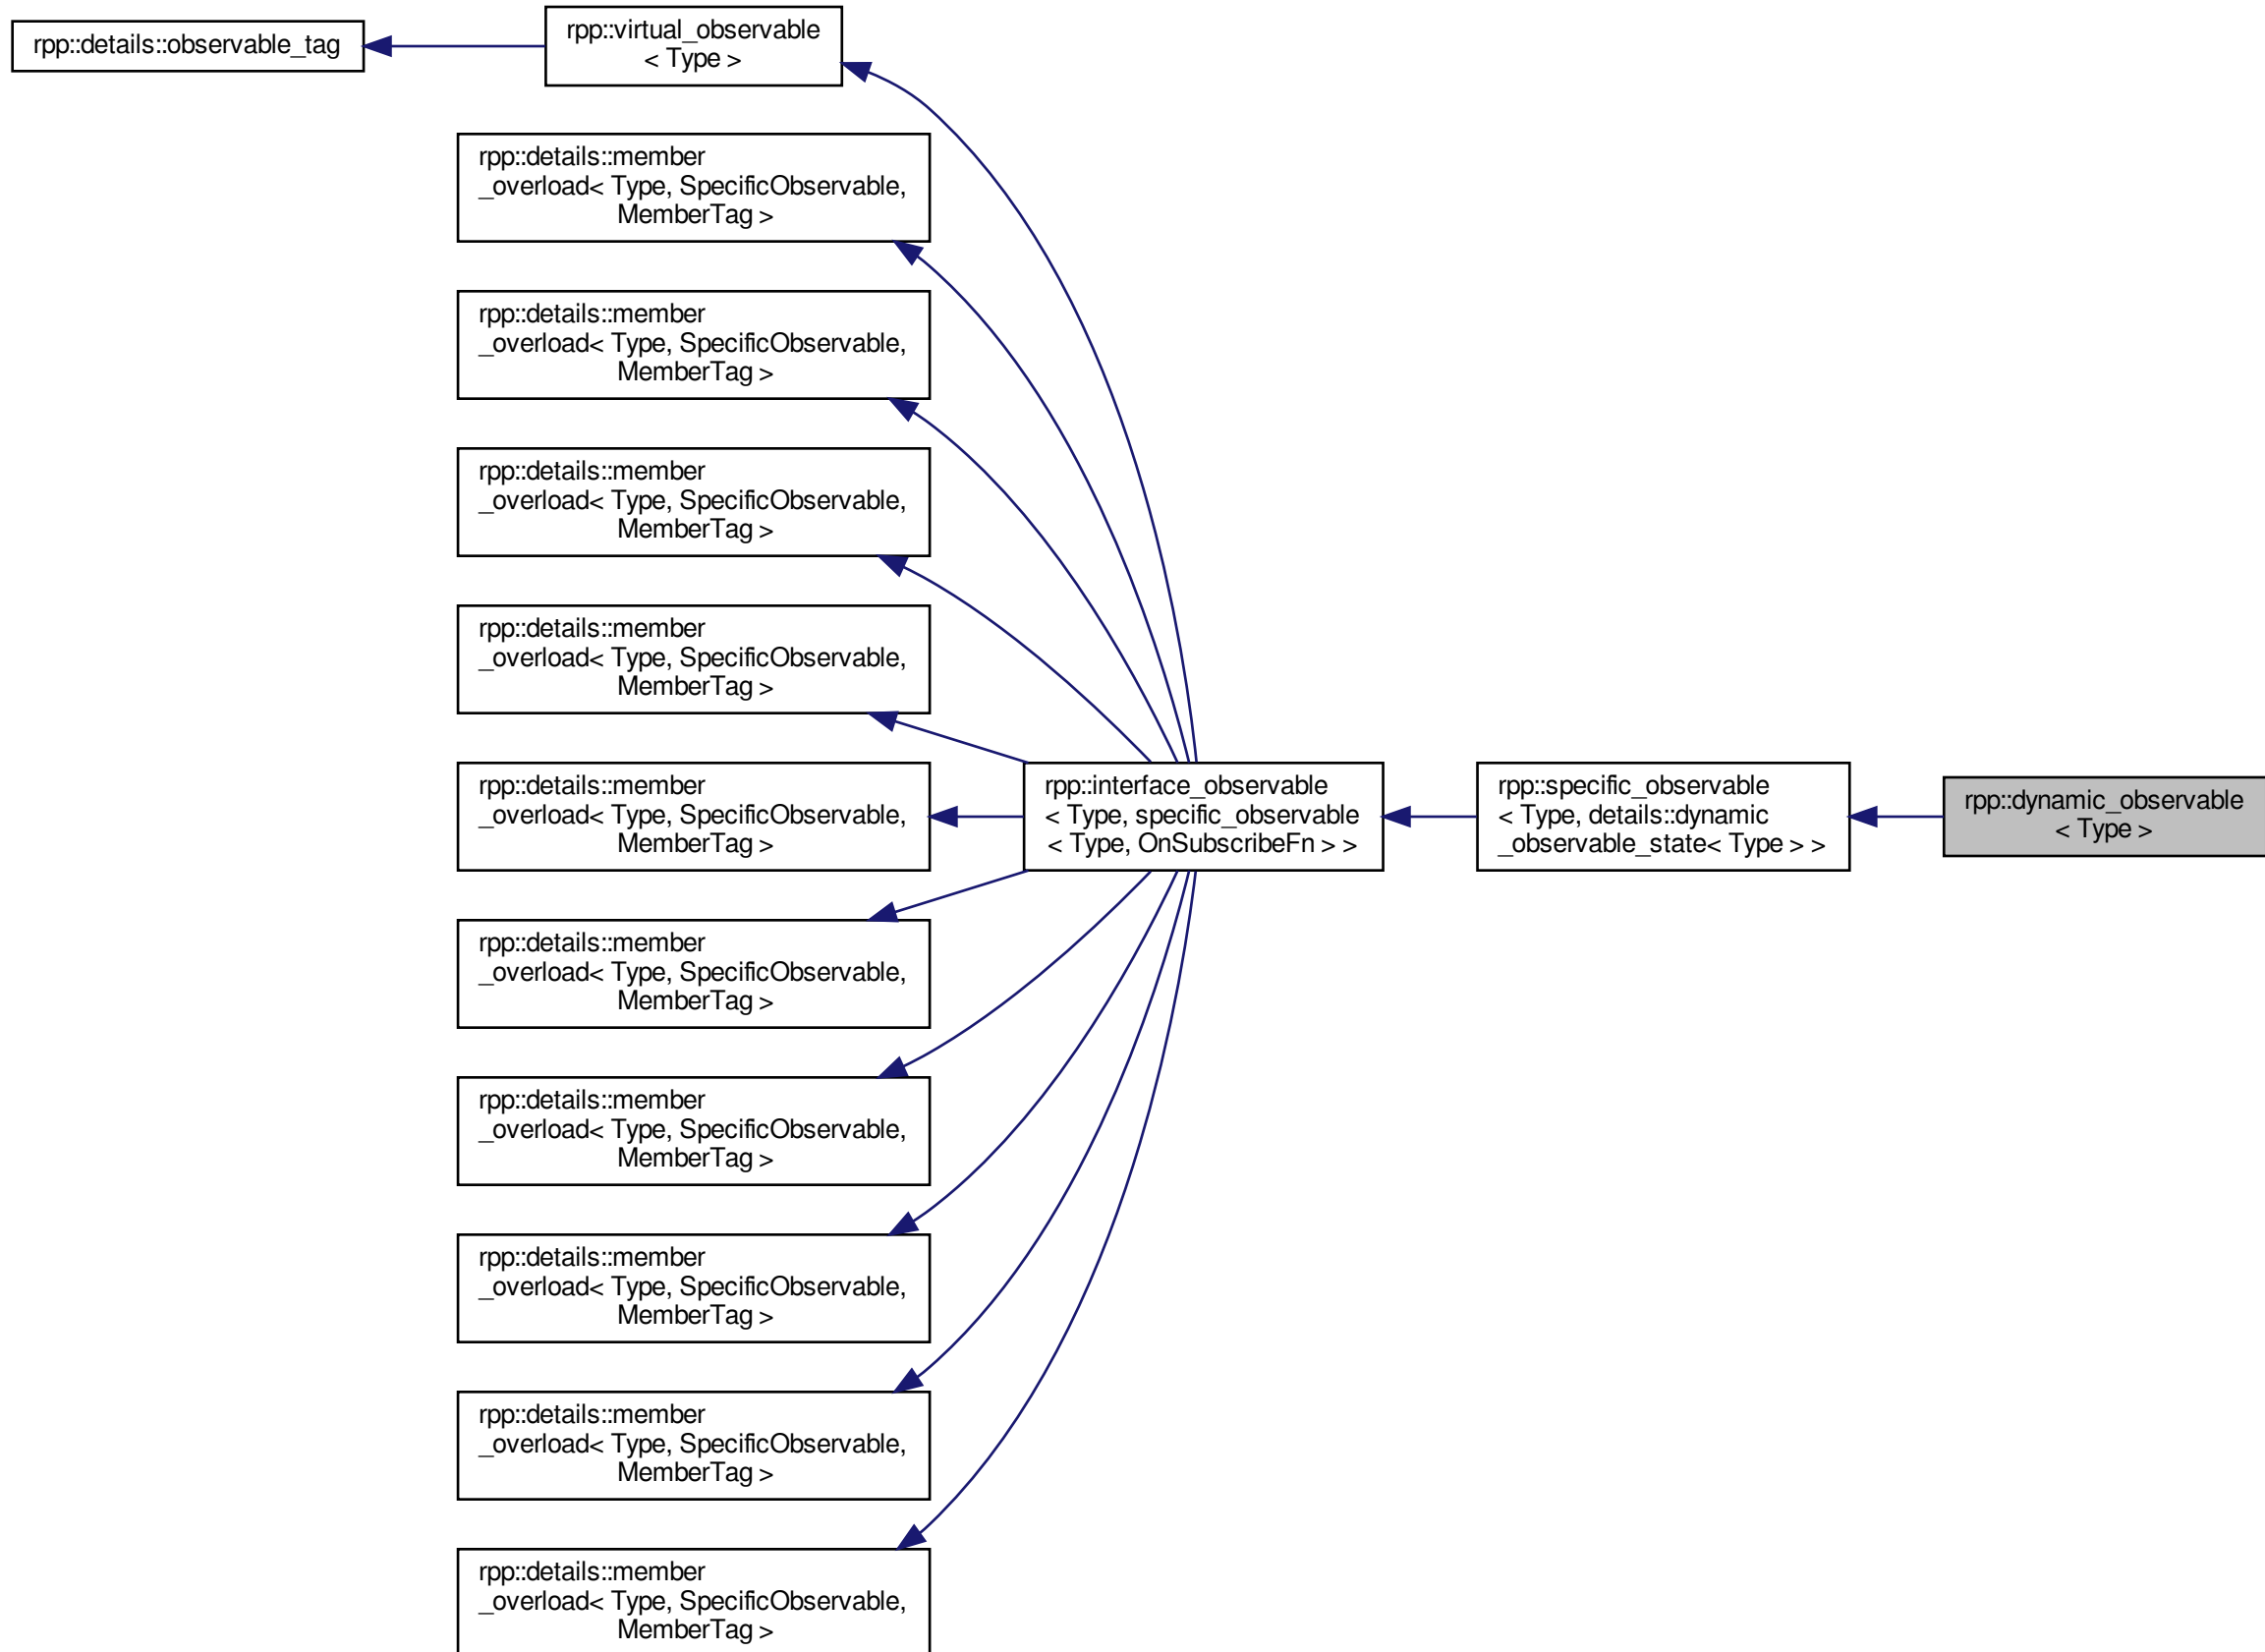 rpp::details::observable_tag
rpp::virtual_observable
< Type >
rpp::details::member
_overload< Type, SpecificObservable,
MemberTag >
rpp::details::member
_overload< Type, SpecificObservable,
MemberTag >
rpp::details::member
_overload< Type, SpecificObservable,
MemberTag >
rpp::details::member
_overload< Type, SpecificObservable,
MemberTag >
rpp::details::member
_overload< Type, SpecificObservable,
MemberTag >
rpp::details::member
_overload< Type, SpecificObservable,
MemberTag >
rpp::details::member
_overload< Type, SpecificObservable,
MemberTag >
rpp::details::member
_overload< Type, SpecificObservable,
MemberTag >
rpp::details::member
_overload< Type, SpecificObservable,
MemberTag >
rpp::details::member
_overload< Type, SpecificObservable,
MemberTag >
rpp::interface_observable
< Type, specific_observable
< Type, OnSubscribeFn > >
rpp::specific_observable
< Type, details::dynamic
_observable_state< Type > >
rpp::dynamic_observable
< Type >